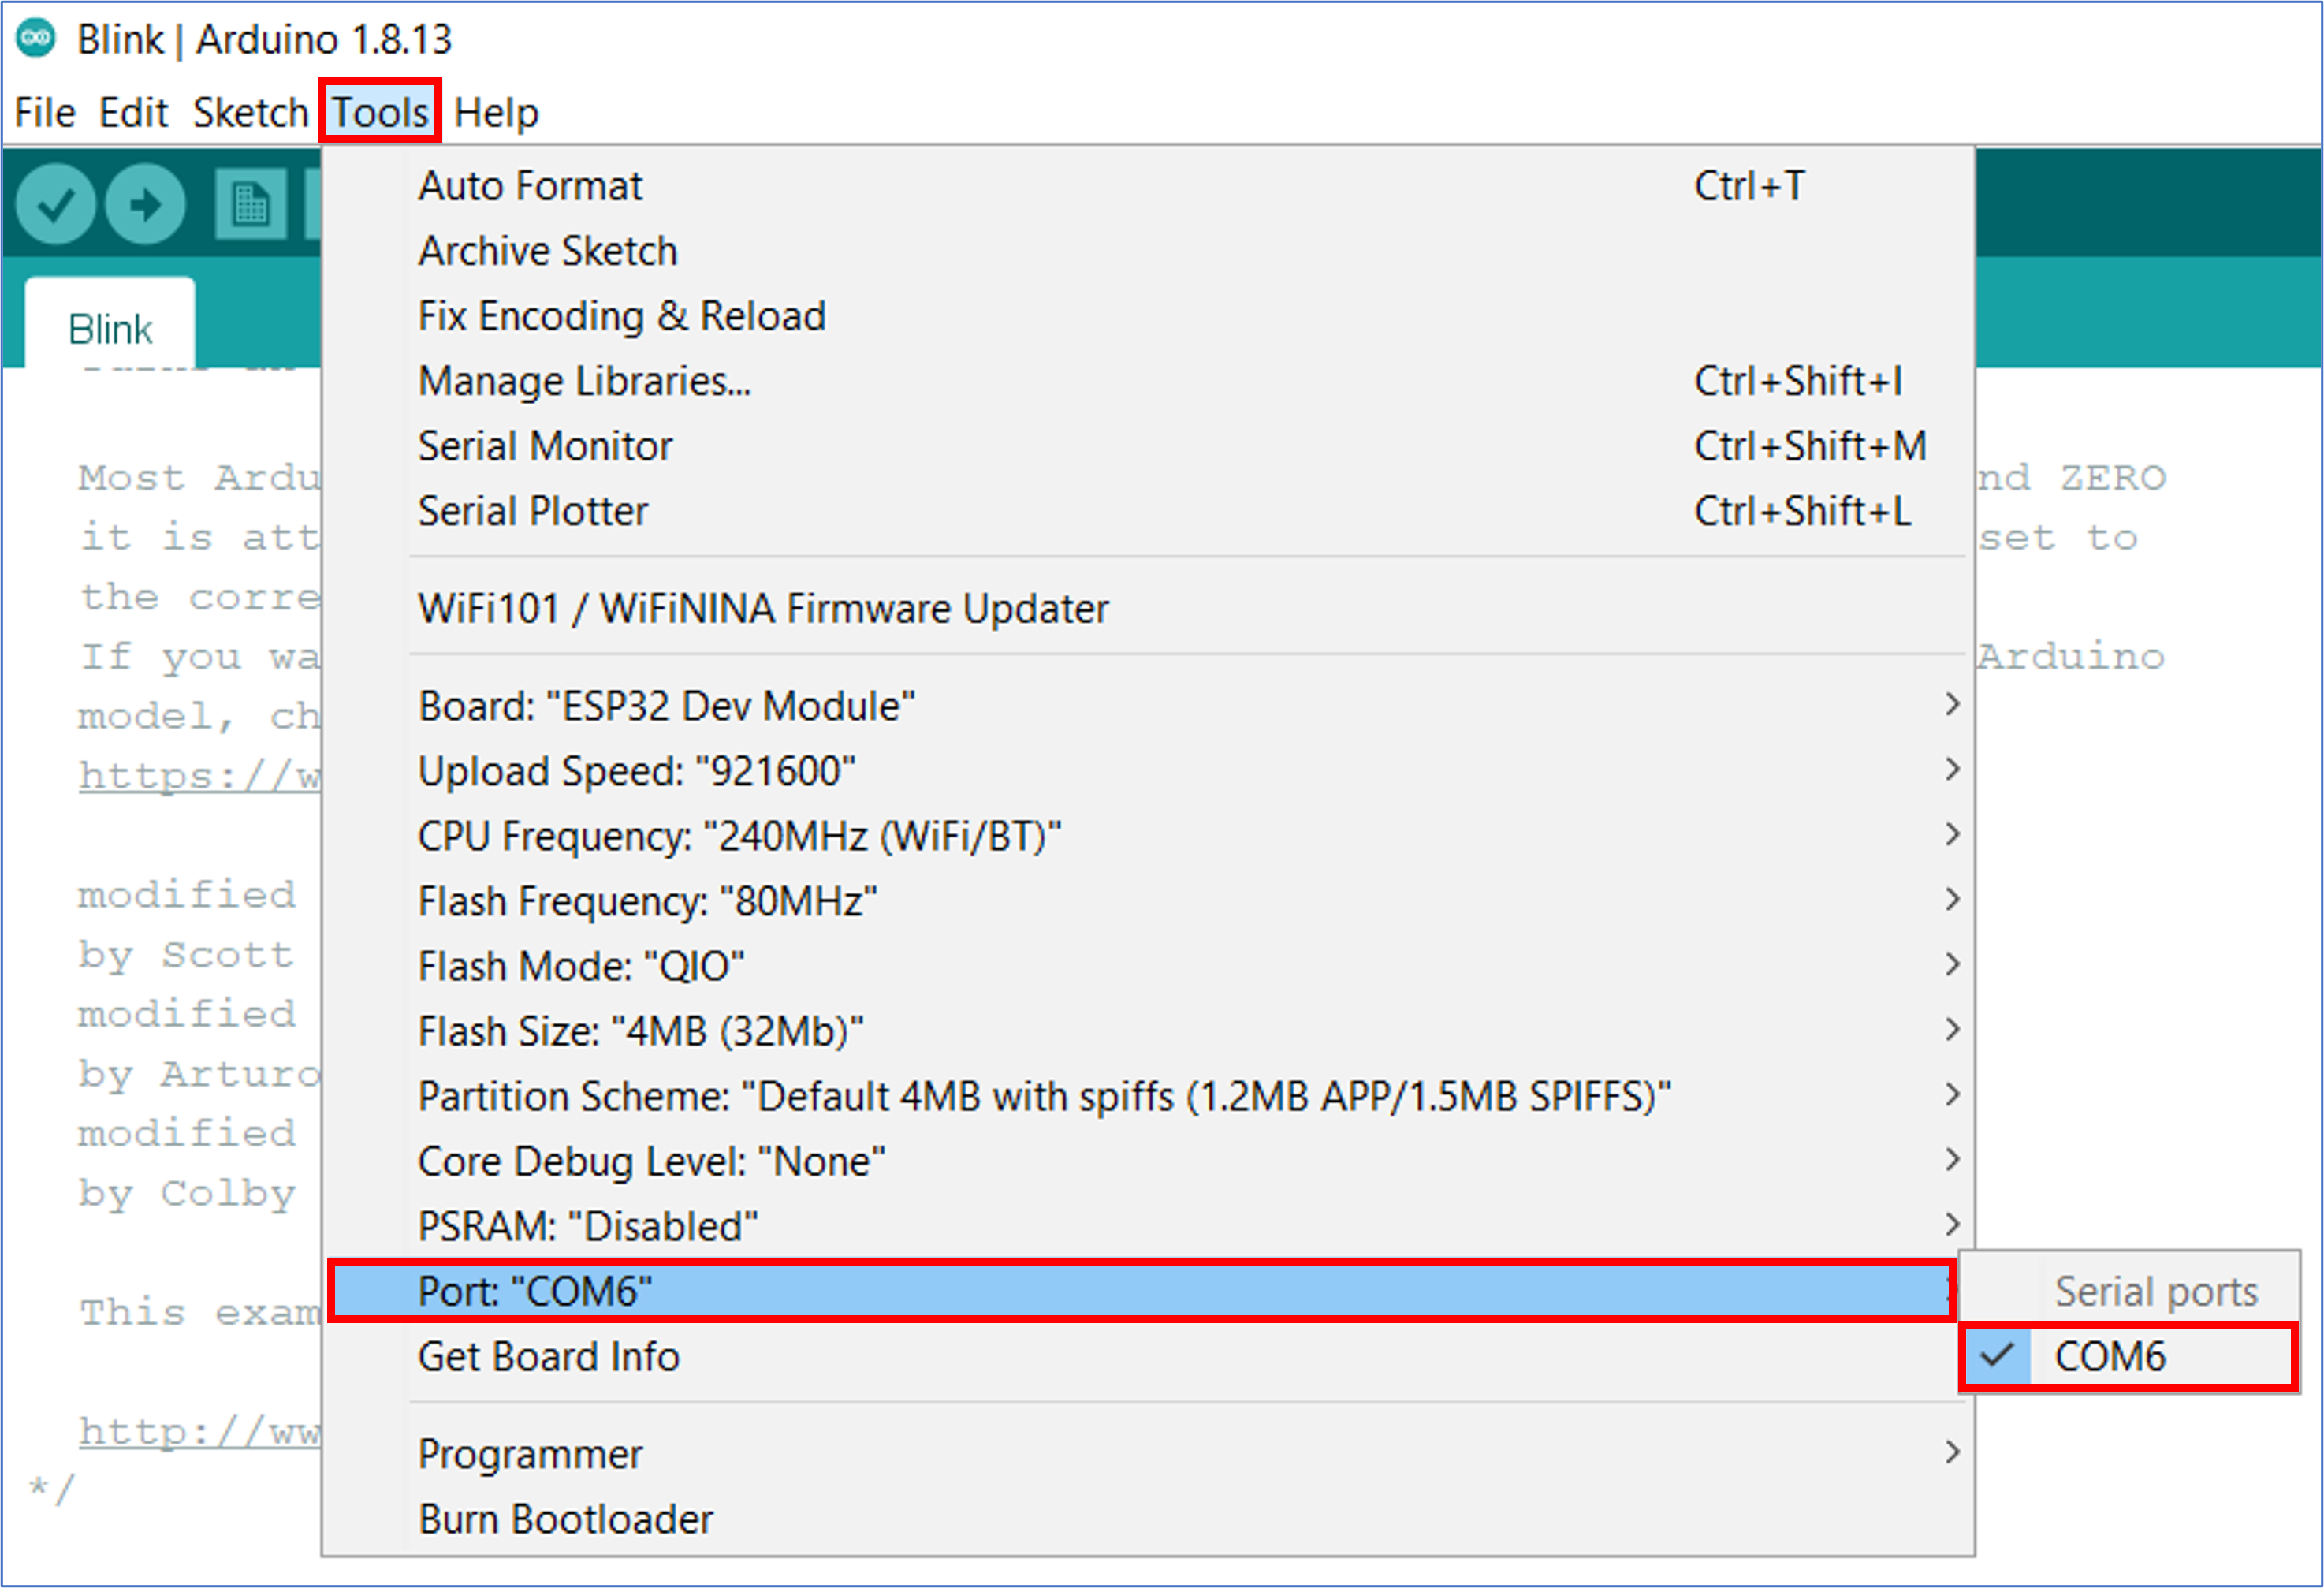 Blink | Arduino 1.8.13
File Edit Sketch Tools Help
Blink
Auto Format Ctrl+T
Archive Sketch
Fix Encoding & Reload
Manage Libraries... Ctrl+Shift+I
Serial Monitor Ctrl+Shift+M
Serial Plotter Ctrl+Shift+L
WiFi101 / WiFiNINA Firmware Updater
Board: "ESP32 Dev Module"
Upload Speed: "921600"
CPU Frequency: "240MHz (WiFi/BT)"
Flash Frequency: "80MHz"
Flash Mode: "QIO"
Flash Size: "4MB (32Mb)"
Partition Scheme: "Default 4MB with spiffs (1.2MB APP/1.5MB SPIFFS)"
Core Debug Level: "None"
PSRAM: "Disabled"
Port: "COM6"
Get Board Info
Programmer
Burn Bootloader
Serial ports
COM6
Most Ardu
nd ZERO
it is att
set to
the corre
If you wa
Arduino
model, ch
https://w
modified
by Scott
modified
by Arturo
modified
by Colby
This exam
http://ww
*/